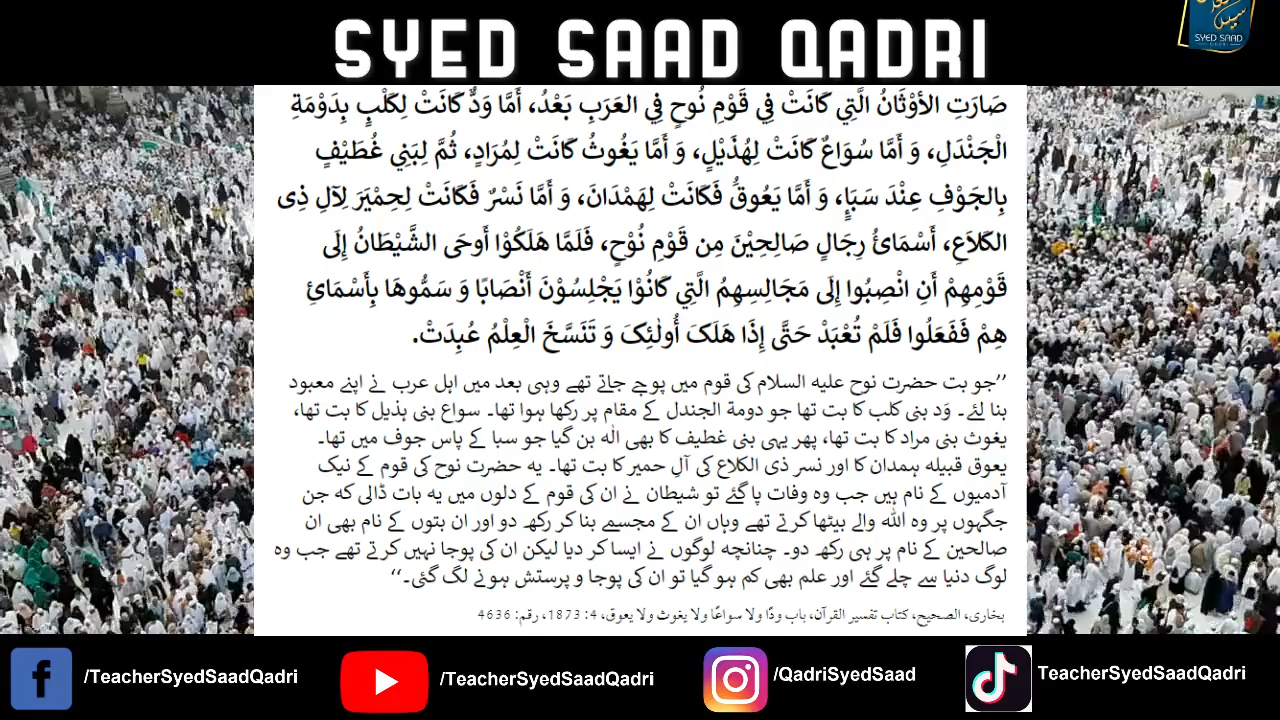 SYED SAAD QADRI
SYED SAAD
QADRI
صَارَتِ الأوْثَانُ الَّتِي كَانَتْ فِي قَوْمِ نُوحٍ فِي العَرَبِ بَعْدُ، أَمَّا وَدٌّ كَانَتْ لِكَلْبٍ بِدَوْمَةِ
الْجَنْدَلِ، وَ أَمَّا سُوَاعٌ كَانَتْ لِهُذَيْلٍ، وَ أَمَّا يَغُوثُ كَانَتْ لِمُرَادٍ، ثُمَّ لِبَنِي غُطَيْفٍ
بِالجَوْفِ عِنْدَ سَبَاٍ، وَ أَمَّا يَعُوقُ فَكَانَتْ لِهَمْدَانَ، وَ أَمَّا نَسْرٌ فَكَانَتْ لِحِمْيَرَ لِآلِ ذِی
الكَلَاعِ، أَسْمَائُ رِجَالٍ صَالِحِيْنَ مِن قَوْمِ نُوْحٍ، فَلَمَّا هَلَكُوْا أَوحَی الشَّيْطَانُ إِلَی
قَوْمِهِمْ أَنِ انْصِبُوا إِلَی مَجَالِسِهِمُ الَّتِي كَانُوْا يَجْلِسُوْنَ أَنْصَابًا وَ سَمُّوهَا بِأَسْمَائِ
هِمْ فَفَعَلُوا فَلَمْ تُعْبَدْ حَتَّی إِذَا هَلَکَ أُولٰئِکَ وَ تَنَسَّخَ الْعِلْمُ عُبِدَتْ.
’’جو بت حضرت نوح علیہ السلام کی قوم میں پوجے جاتے تھے وہی بعد میں اہل عرب نے اپنے معبود
بنا لئے۔ وَد بنی کلب کا بت تھا جو دومۃ الجندل کے مقام پر رکھا ہوا تھا۔ سواع بنی ہذیل کا بت تھا،
یغوث بنی مراد کا بت تھا، پھر یہی بنی غطیف کا بھی الٰہ بن گیا جو سبا کے پاس جوف میں تھا۔
یعوق قبیلہ ہمدان کا اور نسر ذی الکلاع کی آلِ حمیر کا بت تھا۔ یہ حضرت نوح کی قوم کے نیک
آدمیوں کے نام ہیں جب وہ وفات پا گئے تو شیطان نے ان کی قوم کے دلوں میں یہ بات ڈالی کہ جن
جگہوں پر وہ اللہ والے بیٹھا کرتے تھے وہاں ان کے مجسمے بنا کر رکھ دو اور ان بتوں کے نام بھی ان
صالحین کے نام پر ہی رکھ دو۔ چنانچہ لوگوں نے ایسا کر دیا لیکن ان کی پوجا نہیں کرتے تھے جب وہ
لوگ دنیا سے چلے گئے اور علم بھی کم ہو گیا تو ان کی پوجا و پرستش ہونے لگ گئی۔‘‘
بخاری، الصحیح، کتاب تفسیر القرآن، باب ودًا ولا سواعًا ولا یغوث ولا یعوق، 4: 1873، رقم: 4636
/TeacherSyedSaadQadri
/TeacherSyedSaadQadri
/QadriSyedSaad
TeacherSyedSaadQadri